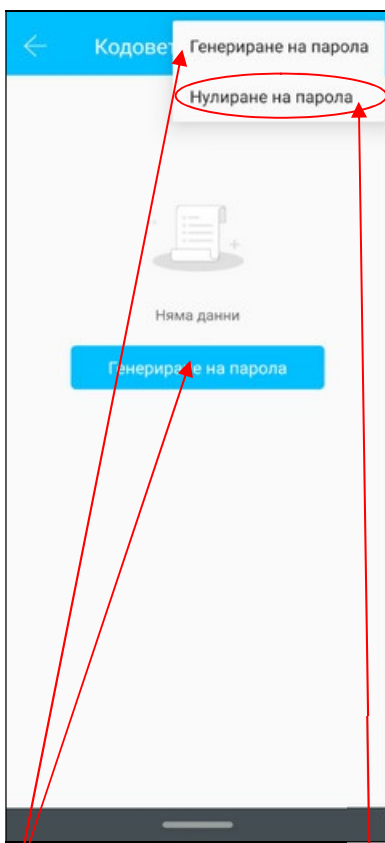 Кодове
Генериране на парола
Нулиране на парола
Няма данни
Генериране на парола